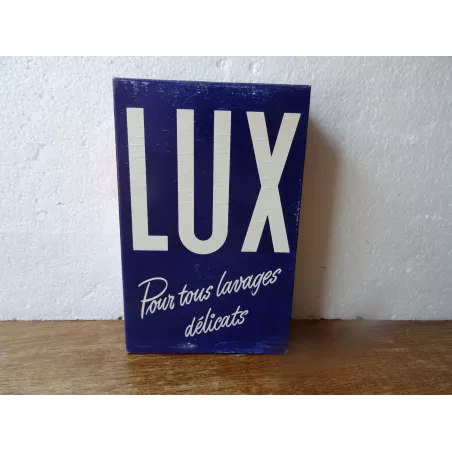 LUX
Pour tous lavages
délicats